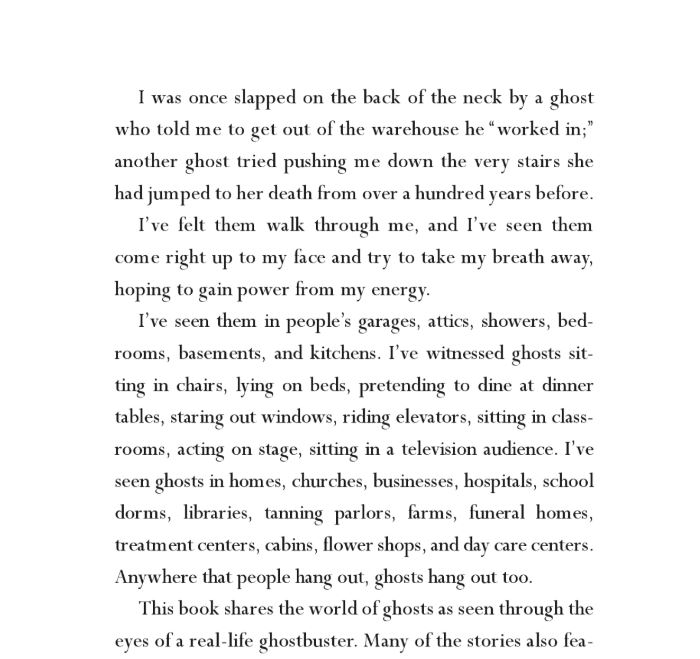 I was once slapped on the back of the neck by a ghost
who told me to get out of the warehouse he “worked in;”
another ghost tried pushing me down the very stairs she
had jumped to her death from over a hundred years before.
I’ve felt them walk through me, and I’ve seen them
come right up to my face and try to take my breath away,
hoping to gain power from my energy.
I’ve seen them in people’s garages, attics, showers, bed-
rooms, basements, and kitchens. I’ve witnessed ghosts sit-
ting in chairs, lying on beds, pretending to dine at dinner
tables, staring out windows, riding elevators, sitting in class-
rooms, acting on stage, sitting in a television audience. I’ve
seen ghosts in homes, churches, businesses, hospitals, school
dorms, libraries, tanning parlors, farms, funeral homes,
treatment centers, cabins, flower shops, and day care centers.
Anywhere that people hang out, ghosts hang out too.
This book shares the world of ghosts as seen through the
eyes of a real-life ghostbuster. Many of the stories also fea-